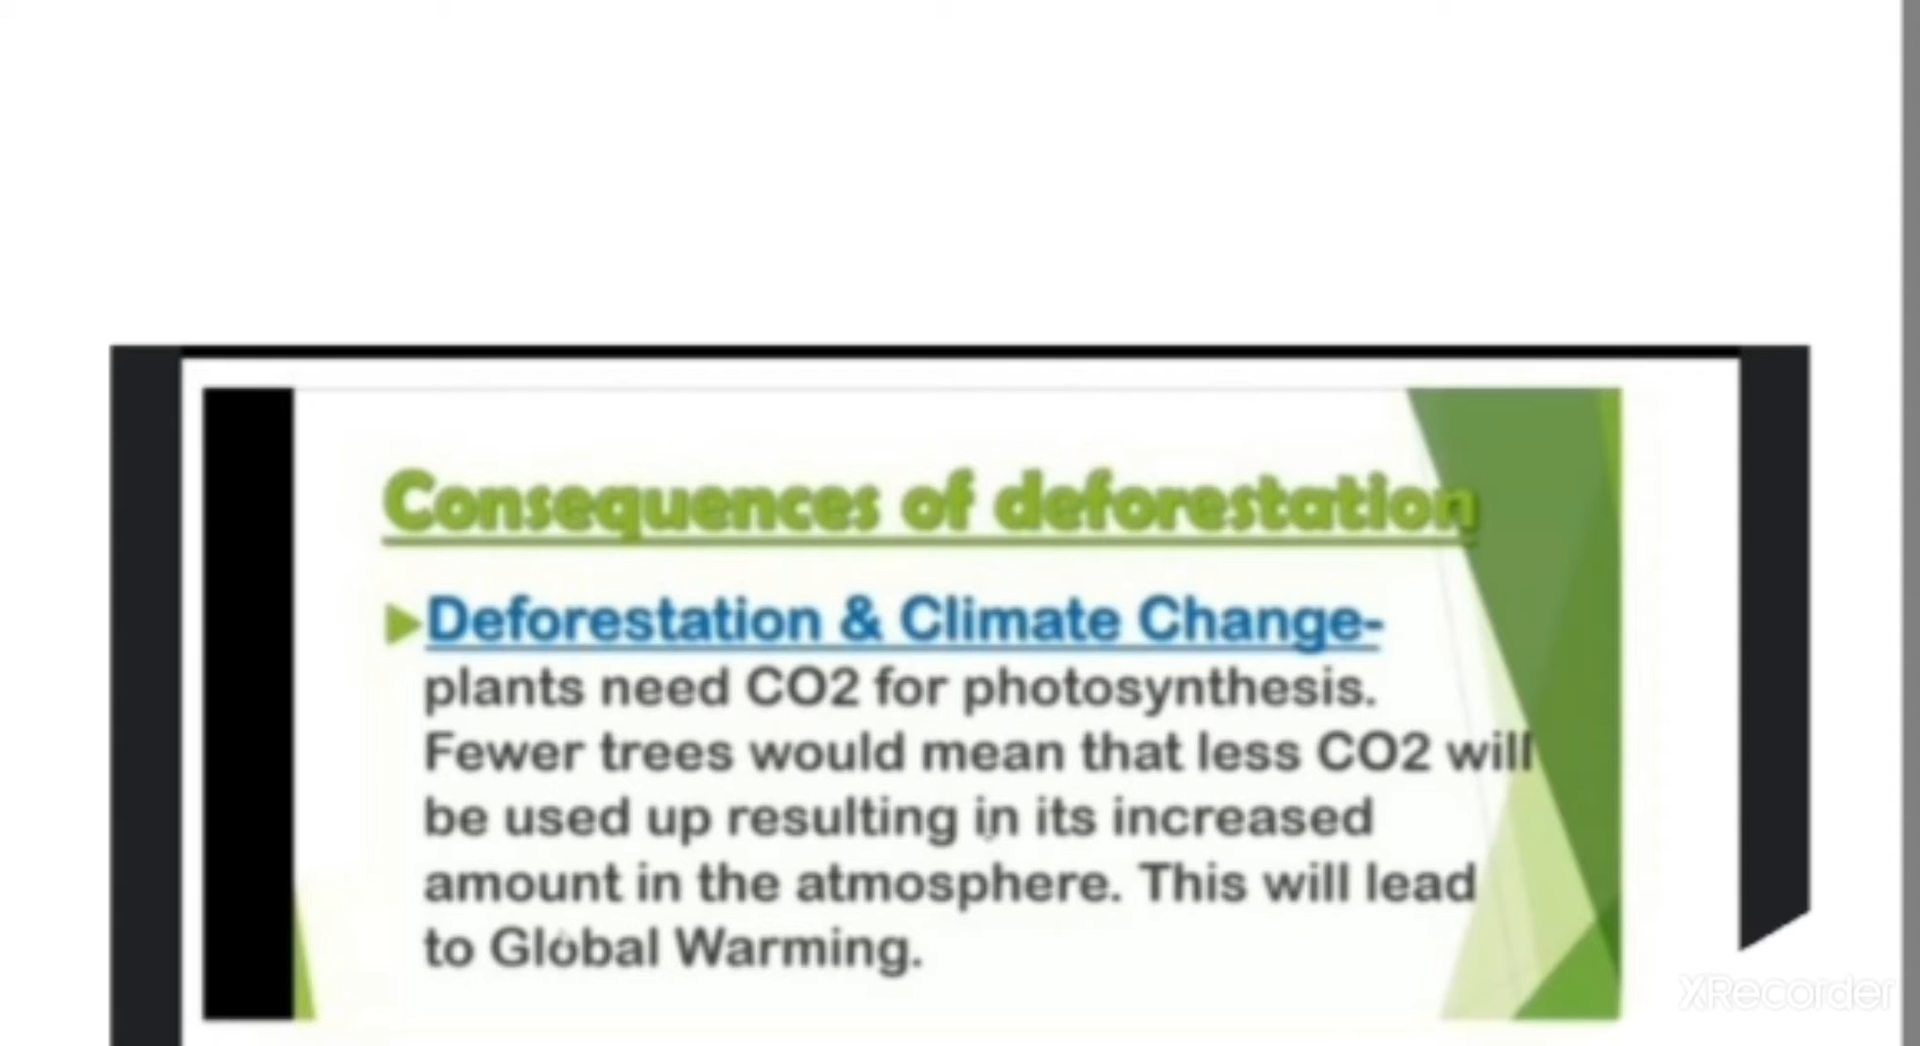 Consequences of deforestation
Deforestation & Climate Change-
plants need CO2 for photosynthesis.
Fewer trees would mean that less CO2 will
be used up resulting in its increased
amount in the atmosphere. This will lead
to Global Warming.
XRecorder